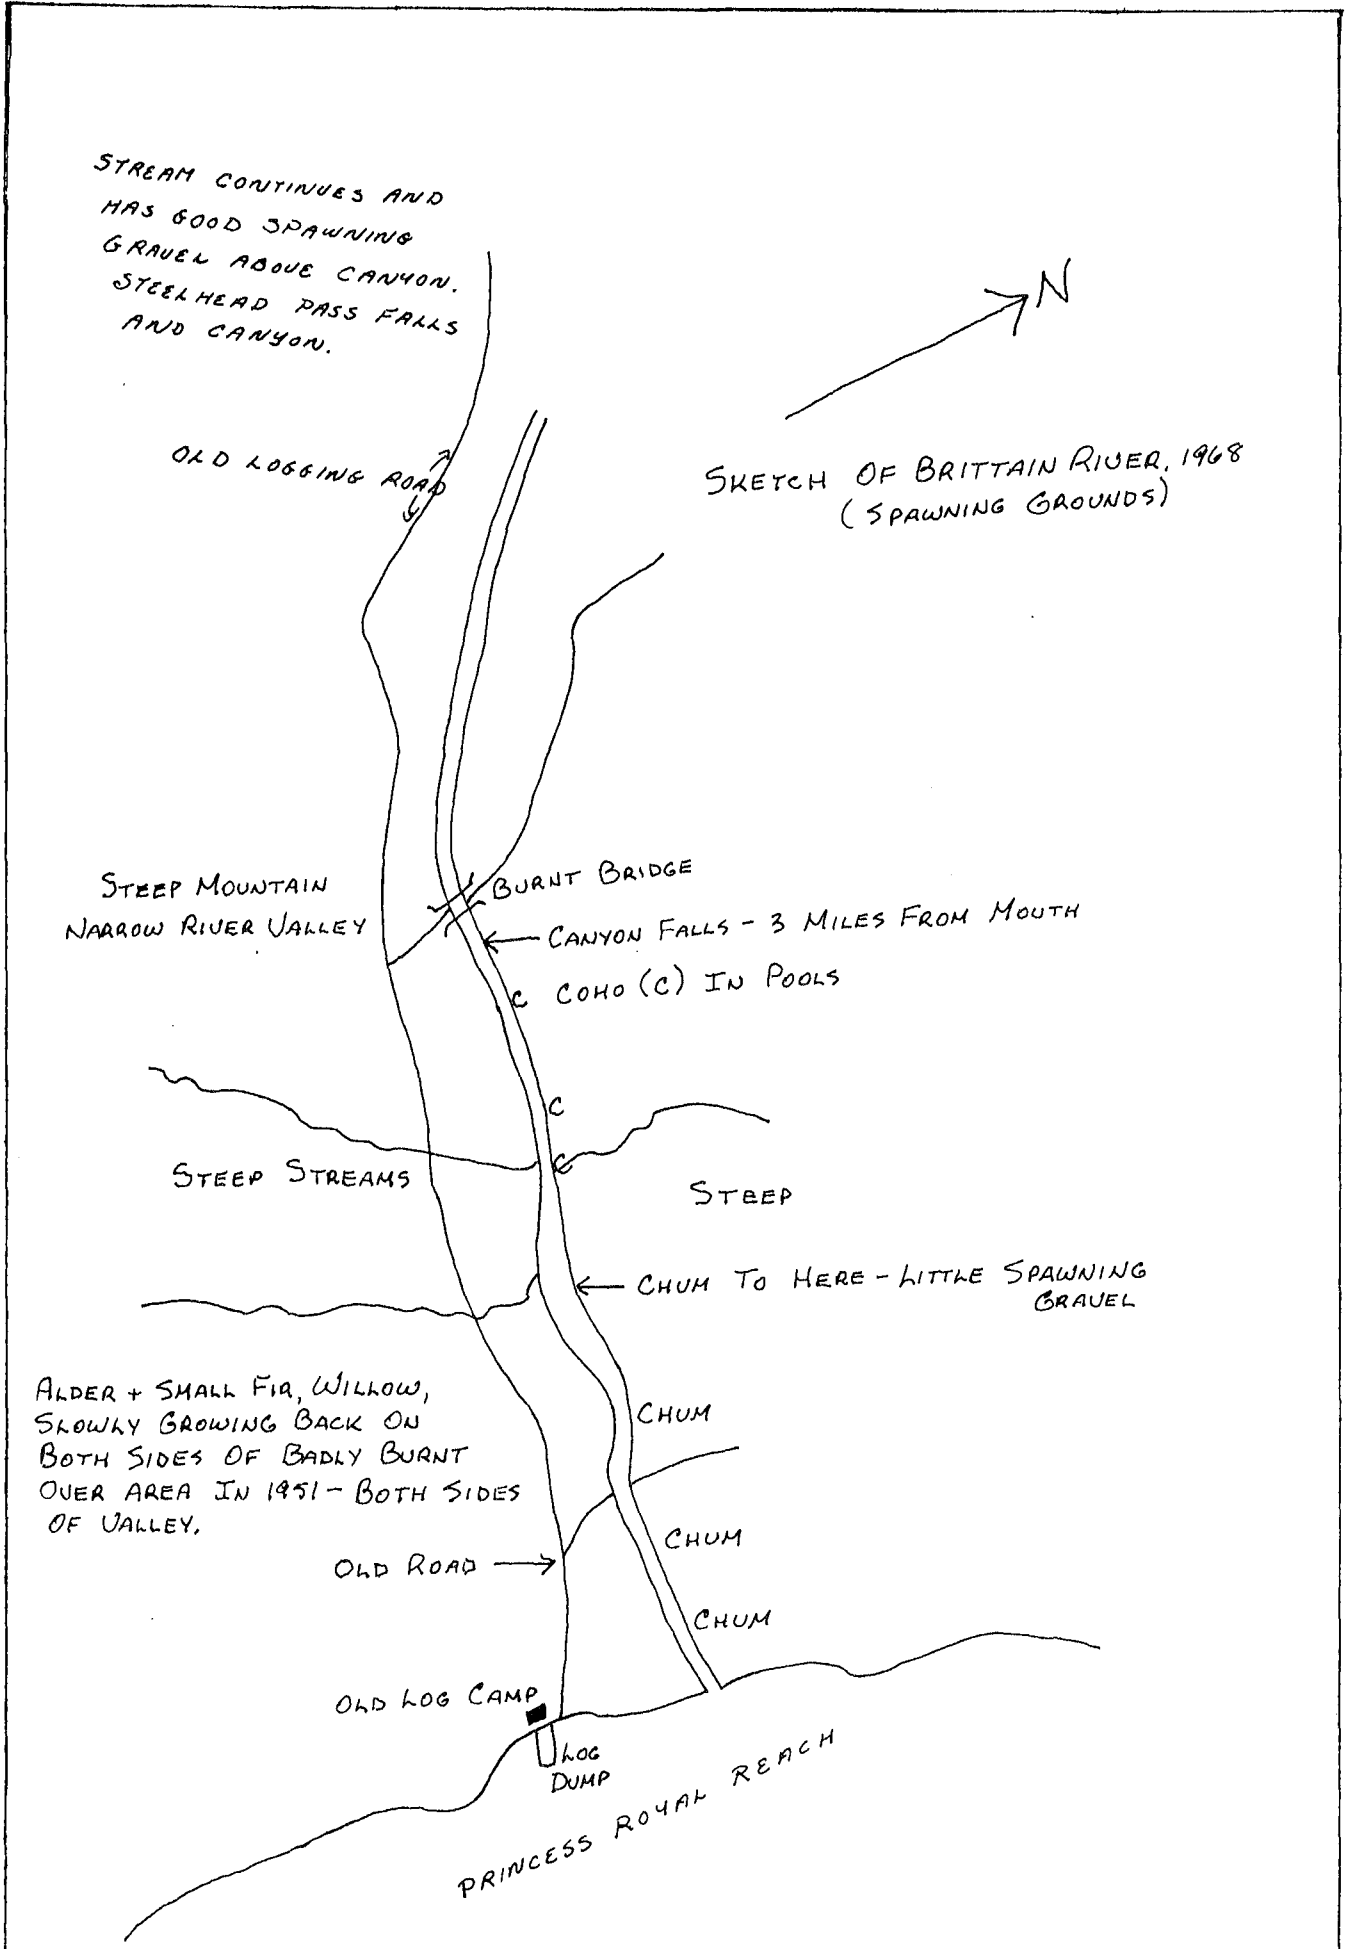 STREAM CONTINUES AND
HAS GOOD SPAWNING
GRAVEL ABOVE CANYON.
STEELHEAD PASS FALLS
AND CANYON.
N
OLD LOGGING ROAD
SKETCH OF BRITTAIN RIVER, 1968
(SPAWNING GROUNDS)
BURNT BRIDGE
STEEP MOUNTAIN
NARROW RIVER VALLEY
CANYON FALLS - 3 MILES FROM MOUTH
C COHO (C) IN POOLS
C
C
STEEP STREAMS
STEEP
CHUM TO HERE - LITTLE SPAWNING
GRAVEL
ALDER + SMALL FIR, WILLOW,
SLOWLY GROWING BACK ON
BOTH SIDES OF BADLY BURNT
OVER AREA IN 1951 - BOTH SIDES
OF VALLEY.
CHUM
CHUM
OLD ROAD
CHUM
OLD LOG CAMP
LOG
DUMP
PRINCESS ROYAL REACH